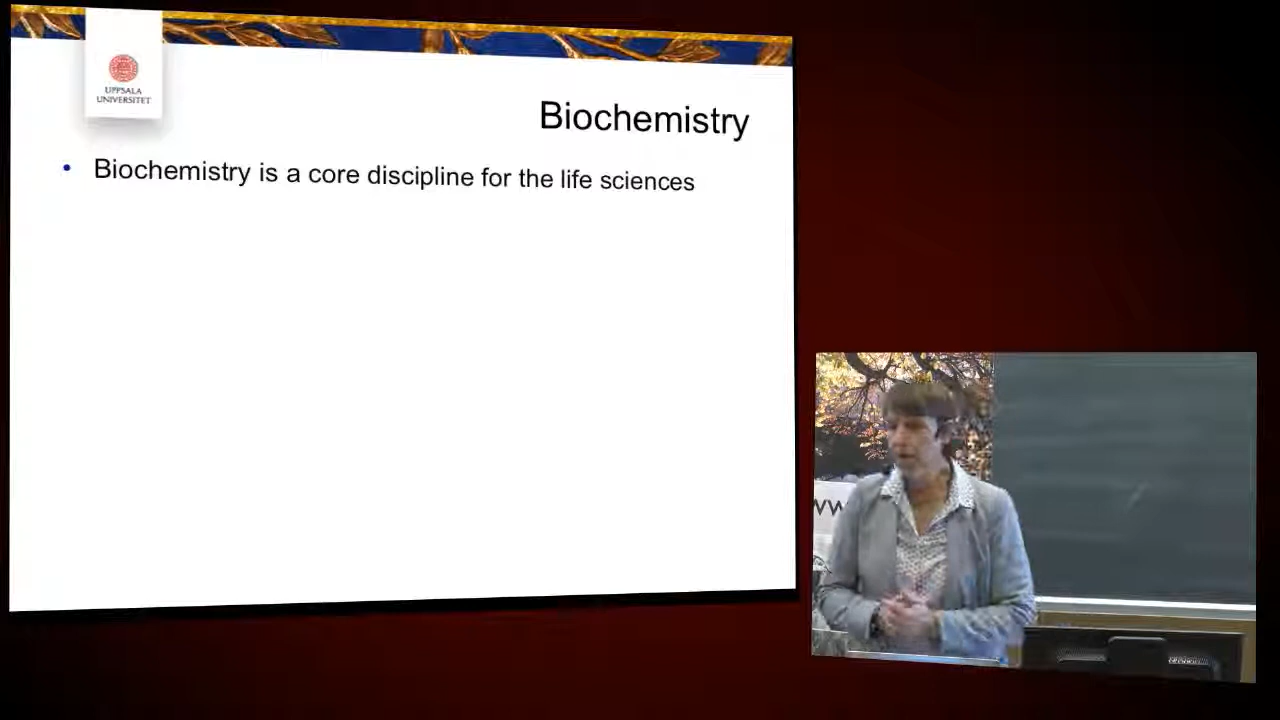 UPPSALA
UNIVERSITET
Biochemistry
• Biochemistry is a core discipline for the life sciences